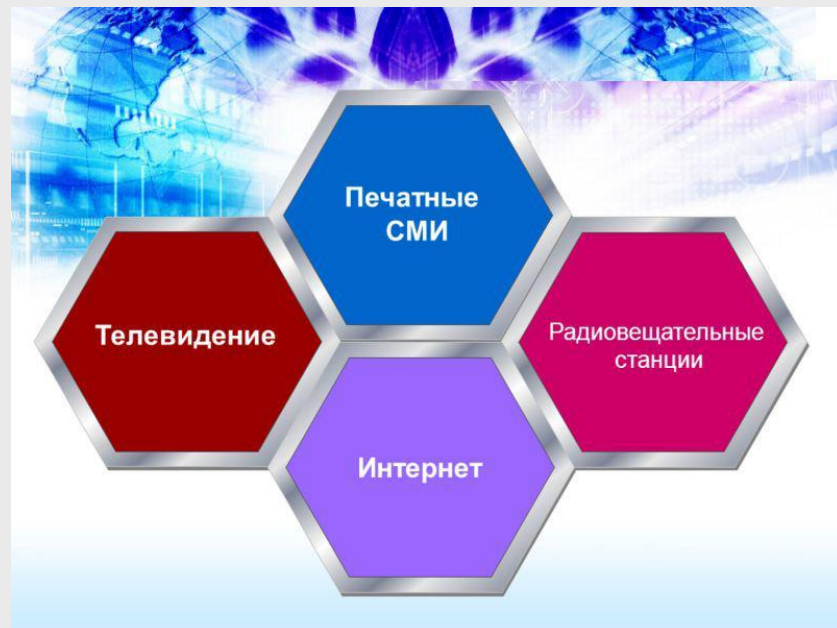 Печатные
СМИ
Телевидение
Радиовещательные
станции
Интернет